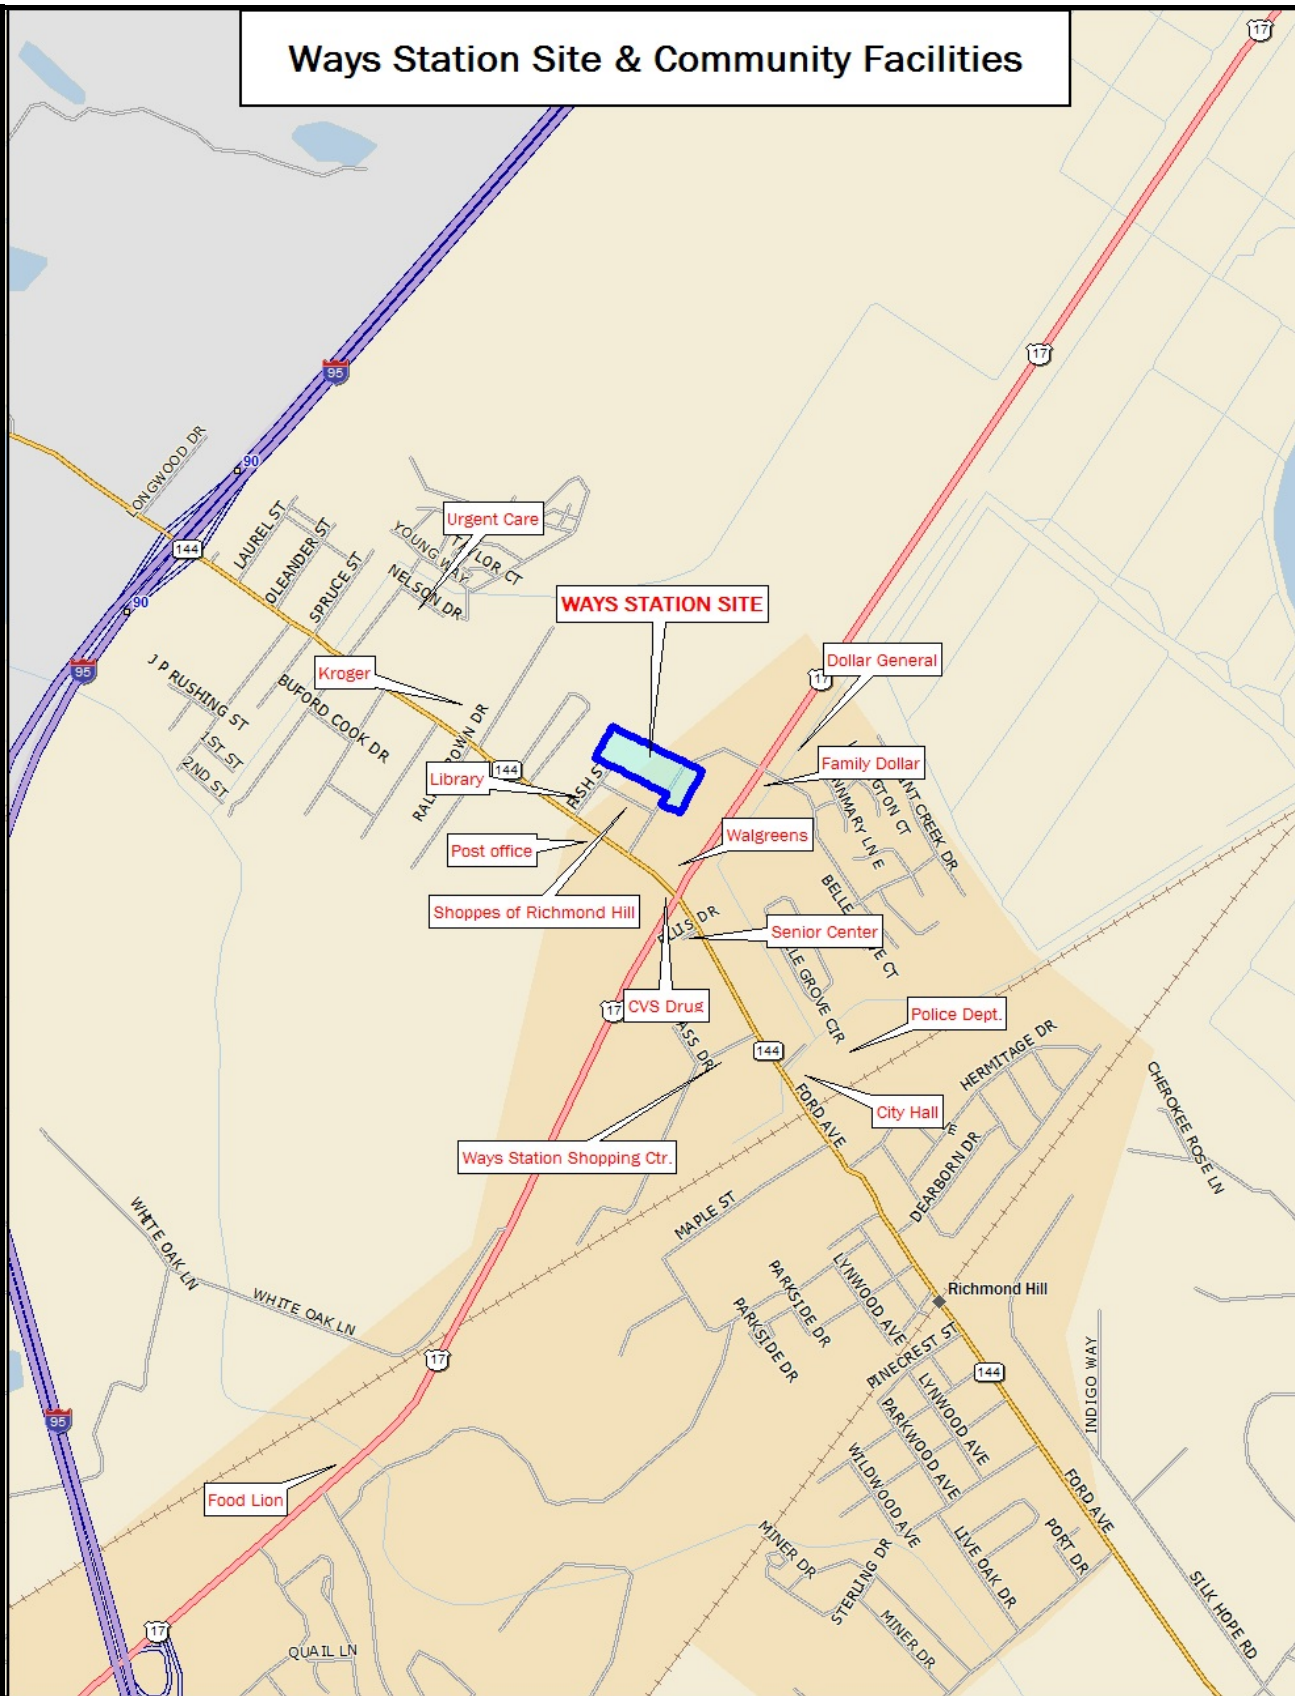 Ways Station Site & Community Facilities
17
95
17
LONGWOOD DR
90
144
LAUREL ST
OLEANDER ST
SPRUCE ST
Urgent Care
YOUNG WAY
TAYLOR CT
NELSON DR
90
WAYS STATION SITE
95
J P RUSHING ST
1ST ST
2ND ST
BUFORD COOK DR
Kroger
Dollar General
17
144
Library
Family Dollar
Post office
Walgreens
Shoppes of Richmond Hill
ELLIS DR
Senior Center
17
CVS Drug
Police Dept.
144
HERMITAGE DR
CHEROKEE ROSE LN
FORD AVE
City Hall
DEARBORN DR
Ways Station Shopping Ctr.
MAPLE ST
WHITE OAK LN
WHITE OAK LN
PARKSIDE DR
PARKSIDE DR
LYNWOOD AVE
Richmond Hill
PINECREST ST
17
144
INDIGO WAY
LYNWOOD AVE
PARKWOOD AVE
WILDWOOD AVE
95
FORD AVE
Food Lion
MINER DR
STERLING DR
LIVE OAK DR
PORT DR
MINER DR
SILK HOPE RD
17
QUAIL LN